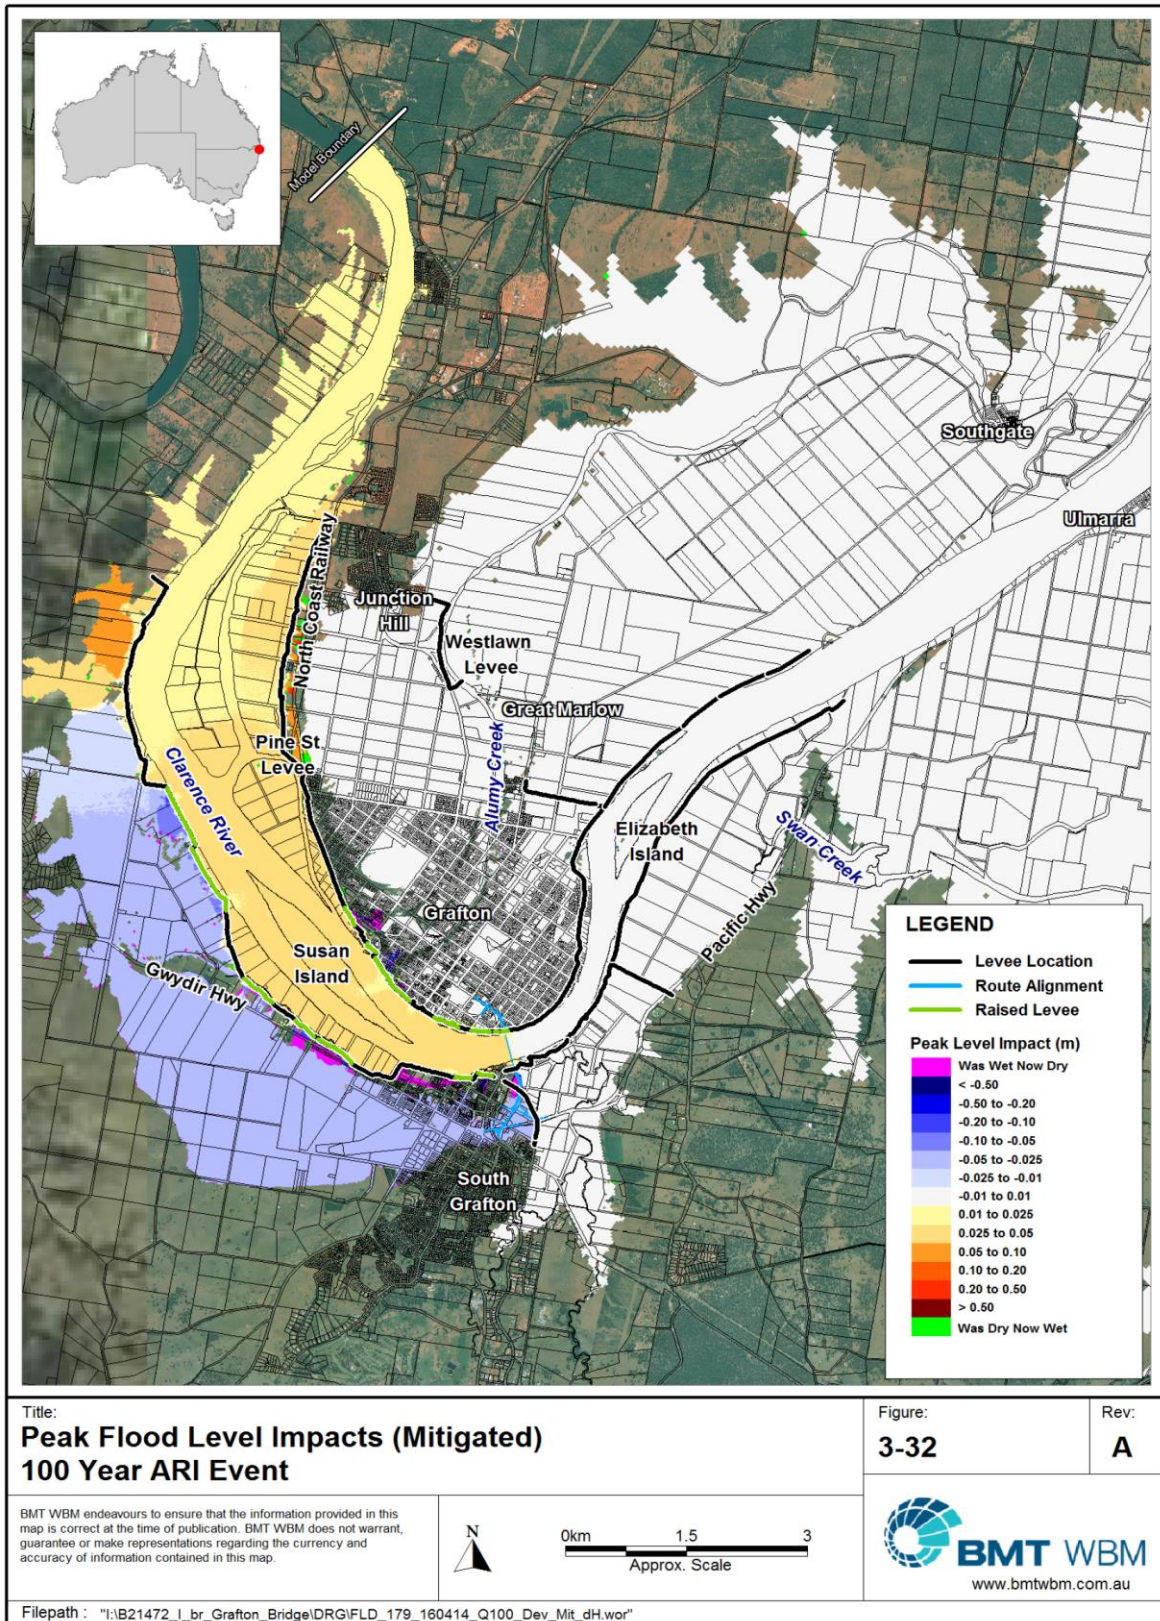 Model Boundary
Southgate
Ulmarra
North Coast Railway
Junction
Hill
Westlawn
Levee
Great Marlow
Pine St
Levee
Clarence River
Alumy Creek
Elizabeth
Island
Swan Creek
Grafton
Pacific Hwy
Susan
Island
Gwydir Hwy
South
Grafton
LEGEND
Levee Location
Route Alignment
Raised Levee
Peak Level Impact (m)
Was Wet Now Dry
< -0.50
-0.50 to -0.20
-0.20 to -0.10
-0.10 to -0.05
-0.05 to -0.025
-0.025 to -0.01
-0.01 to 0.01
0.01 to 0.025
0.025 to 0.05
0.05 to 0.10
0.10 to 0.20
0.20 to 0.50
> 0.50
Was Dry Now Wet
Title:
Peak Flood Level Impacts (Mitigated)
100 Year ARI Event
Figure:
3-32
Rev:
A
BMT WBM endeavours to ensure that the information provided in this
map is correct at the time of publication. BMT WBM does not warrant,
guarantee or make representations regarding the currency and
accuracy of information contained in this map.
N
0km 1.5 3
Approx. Scale
BMT WBM
www.bmtwbm.com.au
Filepath : "I:\B21472_I_br_Grafton_Bridge\DRG\FLD_179_160414_Q100_Dev_Mit_dH.wor"